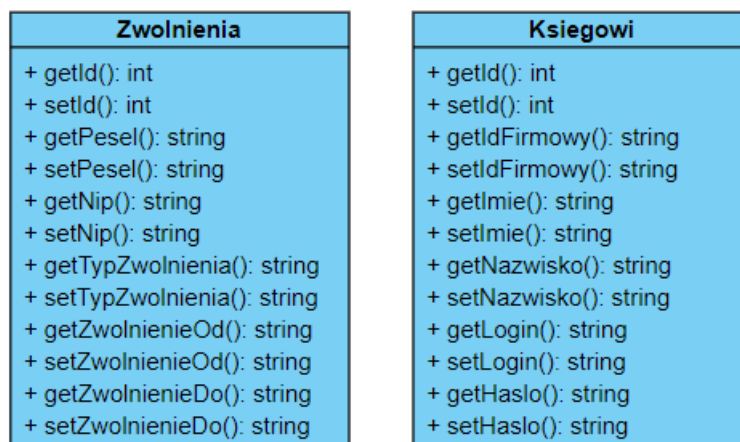 Zwolnienia
+ getId(): int
+ setId(): int
+ getPesel(): string
+ setPesel(): string
+ getNip(): string
+ setNip(): string
+ getTypZwolnienia(): string
+ setTypZwolnienia(): string
+ getZwolnienieOd(): string
+ setZwolnienieOd(): string
+ getZwolnienieDo(): string
+ setZwolnienieDo(): string
Ksiegowi
+ getId(): int
+ setId(): int
+ getIdFirmowy(): string
+ setIdFirmowy(): string
+ getImie(): string
+ setImie(): string
+ getNazwisko(): string
+ setNazwisko(): string
+ getLogin(): string
+ setLogin(): string
+ getHaslo(): string
+ setHaslo(): string